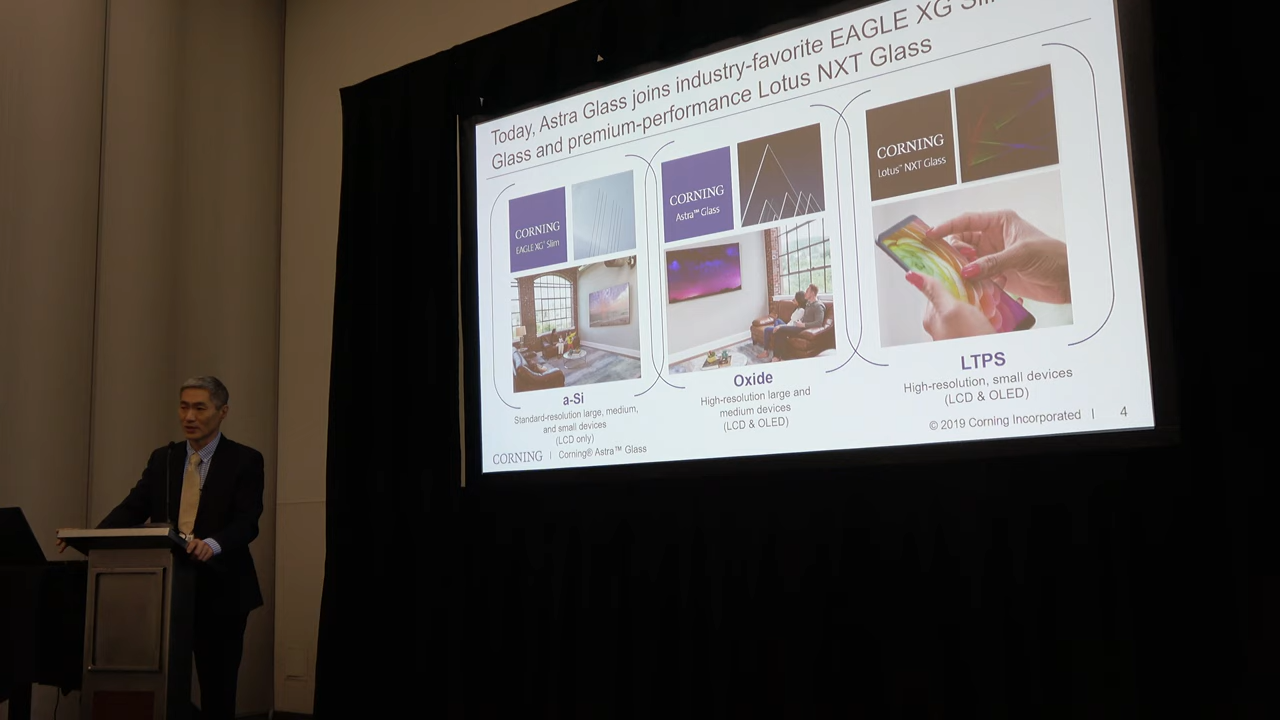 Today, Astra Glass joins industry-favorite EAGLE XG Slim
Glass and premium-performance Lotus NXT Glass
CORNING
EAGLE XG® Slim
CORNING
Astra™ Glass
CORNING
Lotus™ NXT Glass
a-Si
Standard-resolution large, medium,
and small devices
(LCD only)
Oxide
High-resolution large and
medium devices
(LCD & OLED)
LTPS
High-resolution, small devices
(LCD & OLED)
CORNING | Corning® Astra™ Glass
© 2019 Corning Incorporated | 4